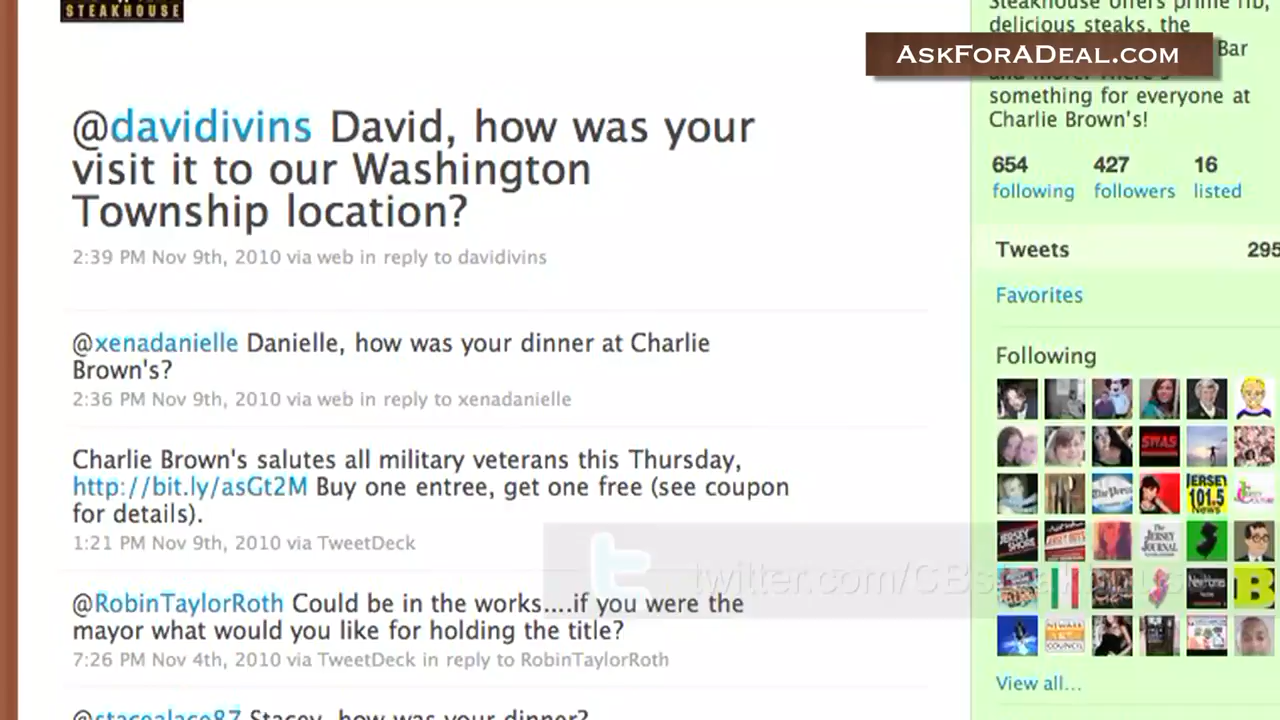 STEAKHOUSE
Steakhouse offers prime rib,
delicious steaks, the
Bar
AskForADeal.com
something for everyone at
Charlie Brown's!
@davidivins David, how was your
visit it to our Washington
Township location?
2:39 PM Nov 9th, 2010 via web in reply to davidivins
654 427 16
following followers listed
Tweets 295
Favorites
@xenadanielle Danielle, how was your dinner at Charlie
Brown's?
2:36 PM Nov 9th, 2010 via web in reply to xenadanielle
Following
Charlie Brown's salutes all military veterans this Thursday,
http://bit.ly/asGt2M Buy one entree, get one free (see coupon
for details).
1:21 PM Nov 9th, 2010 via TweetDeck
JERSEY
101.5
News
@RobinTaylorRoth Could be in the works....if you were the
mayor what would you like for holding the title?
7:26 PM Nov 4th, 2010 via TweetDeck in reply to RobinTaylorRoth
View all...
@stacealace87 Stacey, how was your dinner?